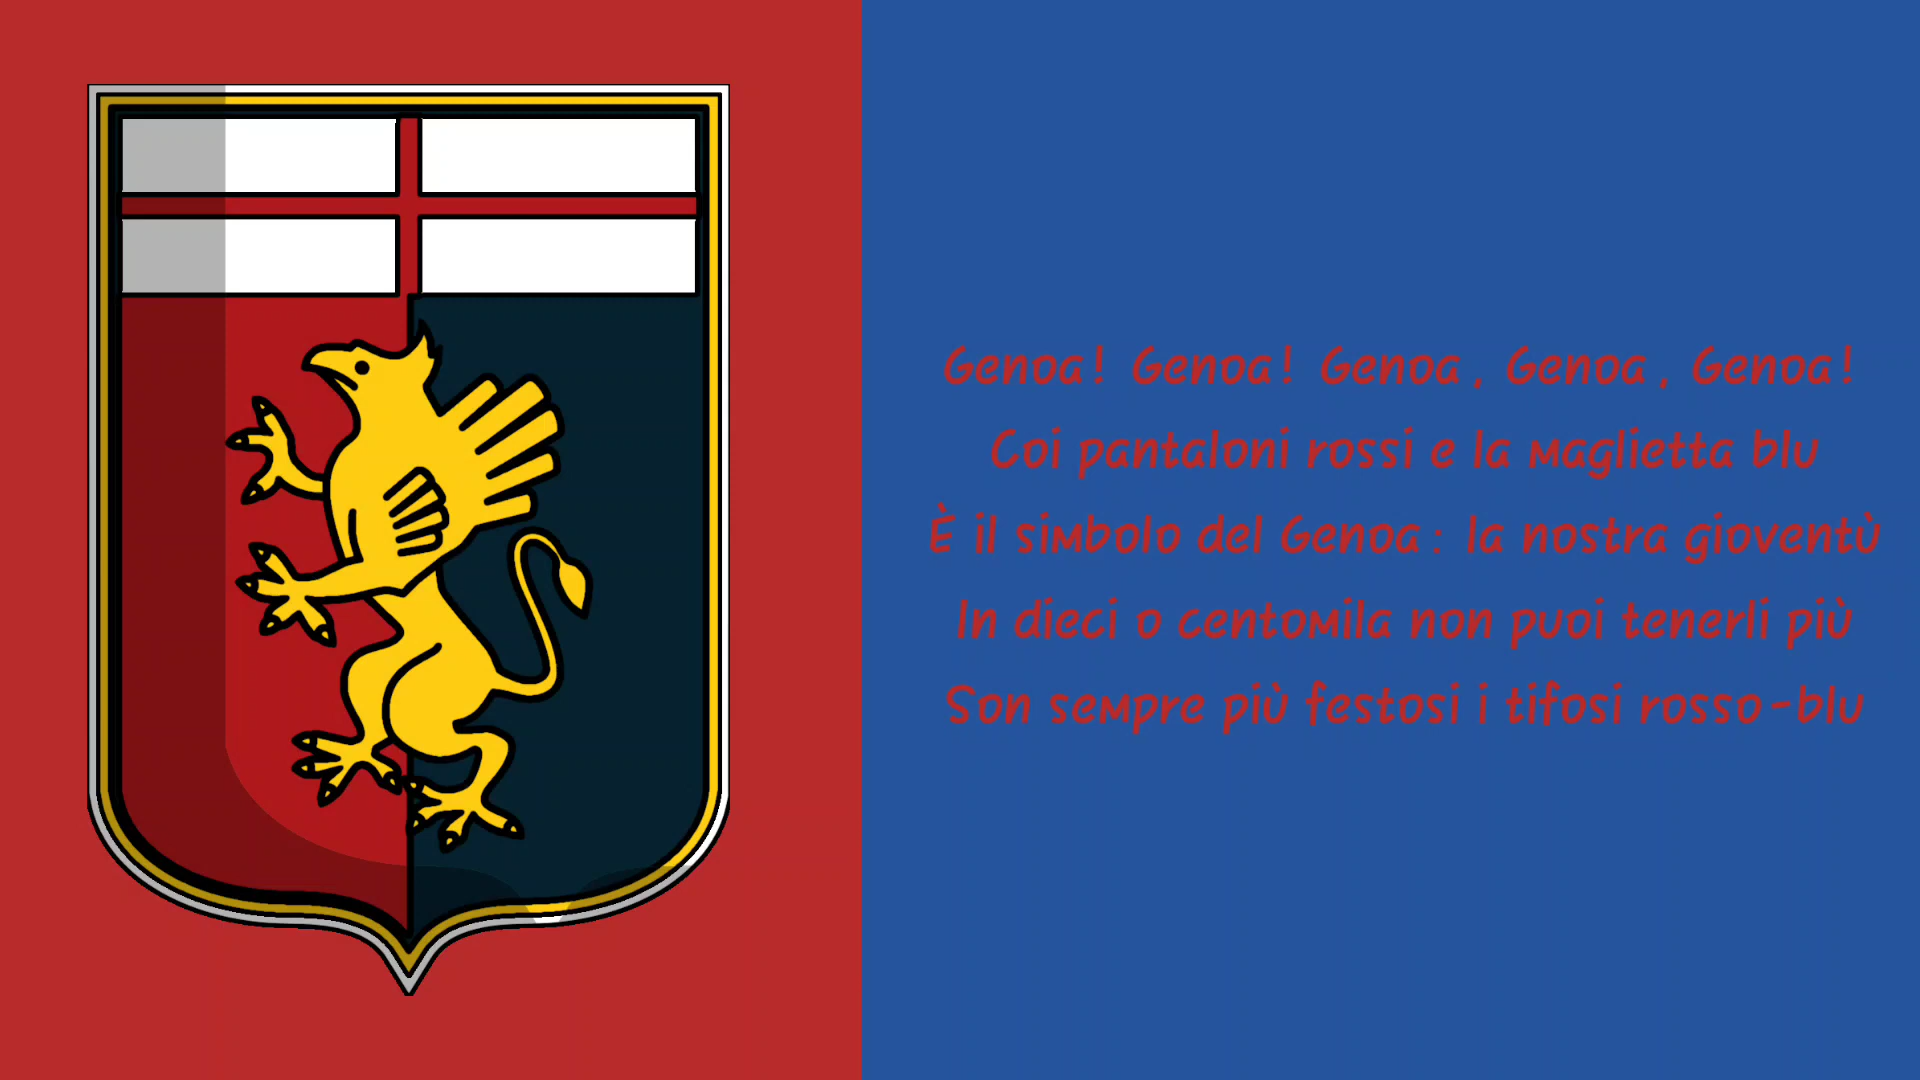 Genoa! Genoa! Genoa, Genoa, Genoa!
Coi pantaloni rossi e la maglietta blu
È il simbolo del Genoa: la nostra gioventù
In dieci o centomila non puoi tenerli più
Son sempre più festosi i tifosi rosso-blu